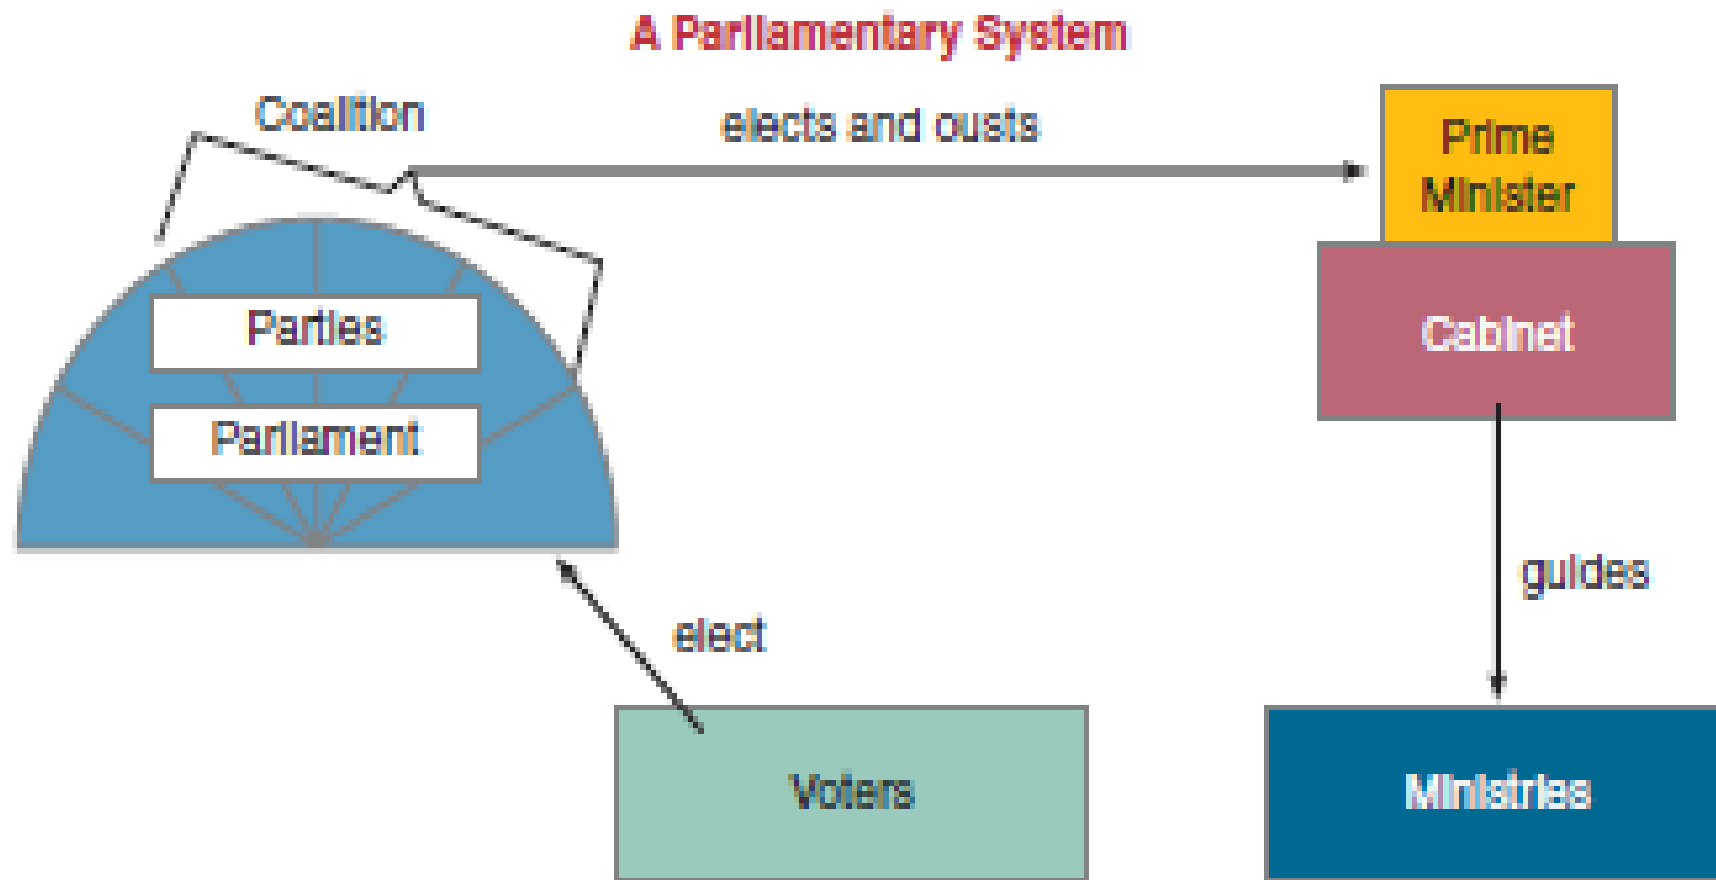 A Parliamentary System
Coalition
elects and ousts
Prime
Minister
Parties
Cabinet
Parliament
guides
elect
Voters
Ministries